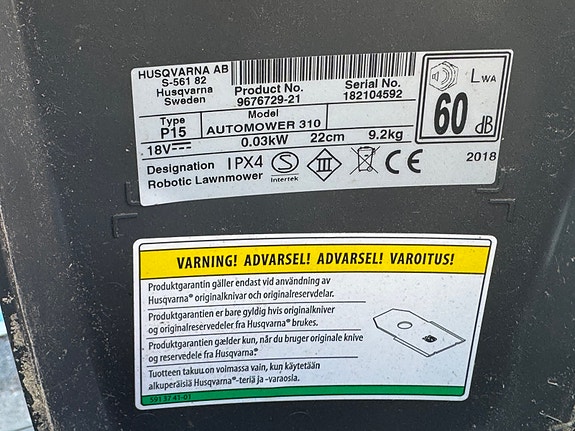 HUSQVARNA AB
S-561 82
Husqvarna
Sweden
Product No.
9676729-21
Serial No.
182104592
Type
P15
Model
AUTOMOWER 310
18V
0.03kW
22cm
9.2kg
LWA
60 dB
Designation
Robotic Lawnmower
IPX4
S
Intertek
III
CE
2018
VARNING! ADVARSEL! ADVARSEL! VAROITUS!
Produktgarantin gäller endast vid användning av
Husqvarna® originalknivar och originalreservdelar.
Produktgarantien er bare gyldig hvis originalkniver
og originalreservedeler fra Husqvarna® brukes.
Produktgarantien gælder kun, når du bruger originale knive
og reservedele fra Husqvarna®.
Tuotteen takuu on voimassa vain, kun käytetään
alkuperäisiä Husqvarna®-teriä ja -varaosia.
591 37 41-01